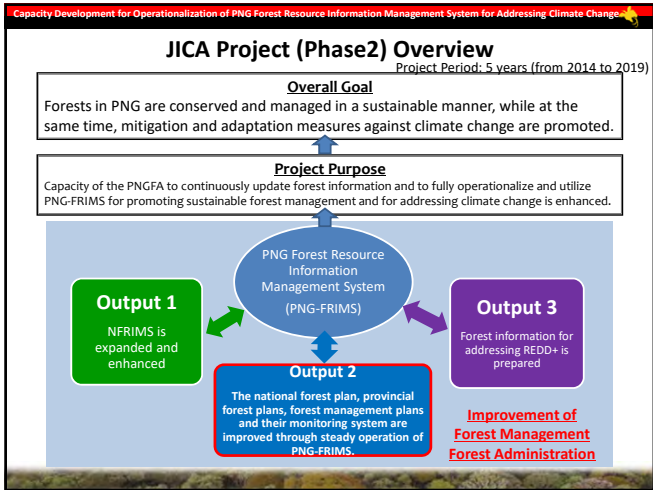 Capacity Development for Operationalization of PNG Forest Resource Information Management System for Addressing Climate Change
JICA Project (Phase2) Overview
Project Period: 5 years (from 2014 to 2019)
Overall Goal
Forests in PNG are conserved and managed in a sustainable manner, while at the
same time, mitigation and adaptation measures against climate change are promoted.
Project Purpose
Capacity of the PNGFA to continuously update forest information and to fully operationalize and utilize
PNG-FRIMS for promoting sustainable forest management and for addressing climate change is enhanced.
PNG Forest Resource
Information
Management System
(PNG-FRIMS)
Output 1
NFRIMS is
expanded and
enhanced
Output 3
Forest information for
addressing REDD+ is
prepared
Output 2
The national forest plan, provincial
forest plans, forest management plans
and their monitoring system are
improved through steady operation of
PNG-FRIMS.
Improvement of
Forest Management
Forest Administration